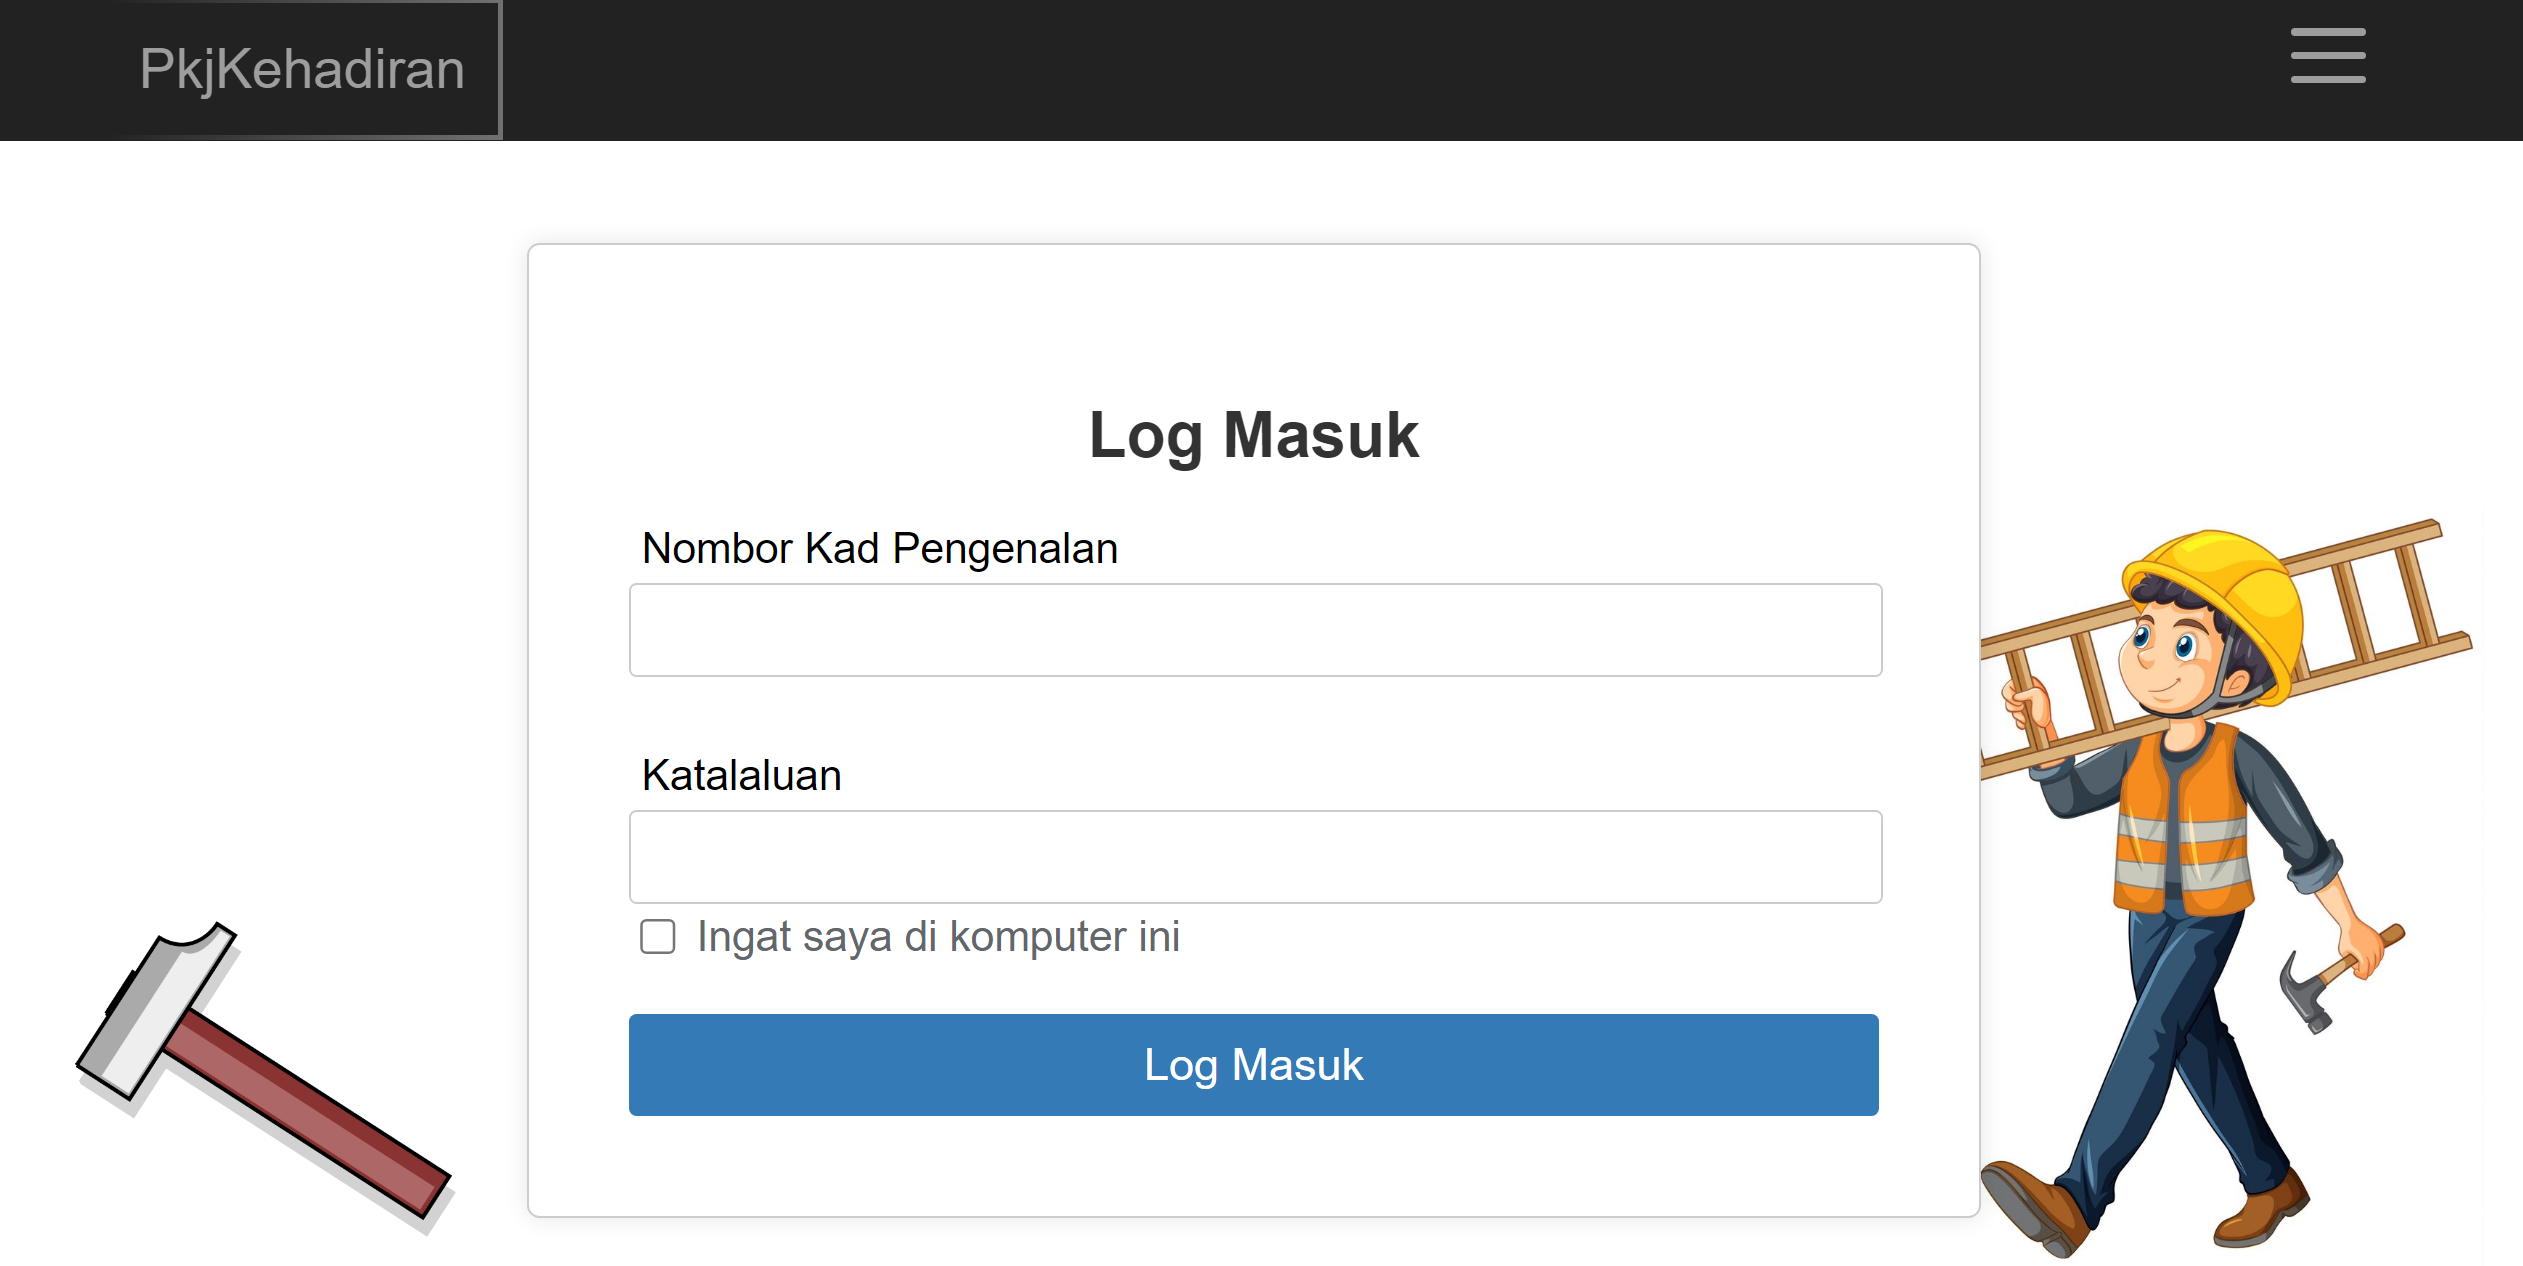 PkjKehadiran
Log Masuk
Nombor Kad Pengenalan
Katalaluan
Ingat saya di komputer ini
Log Masuk